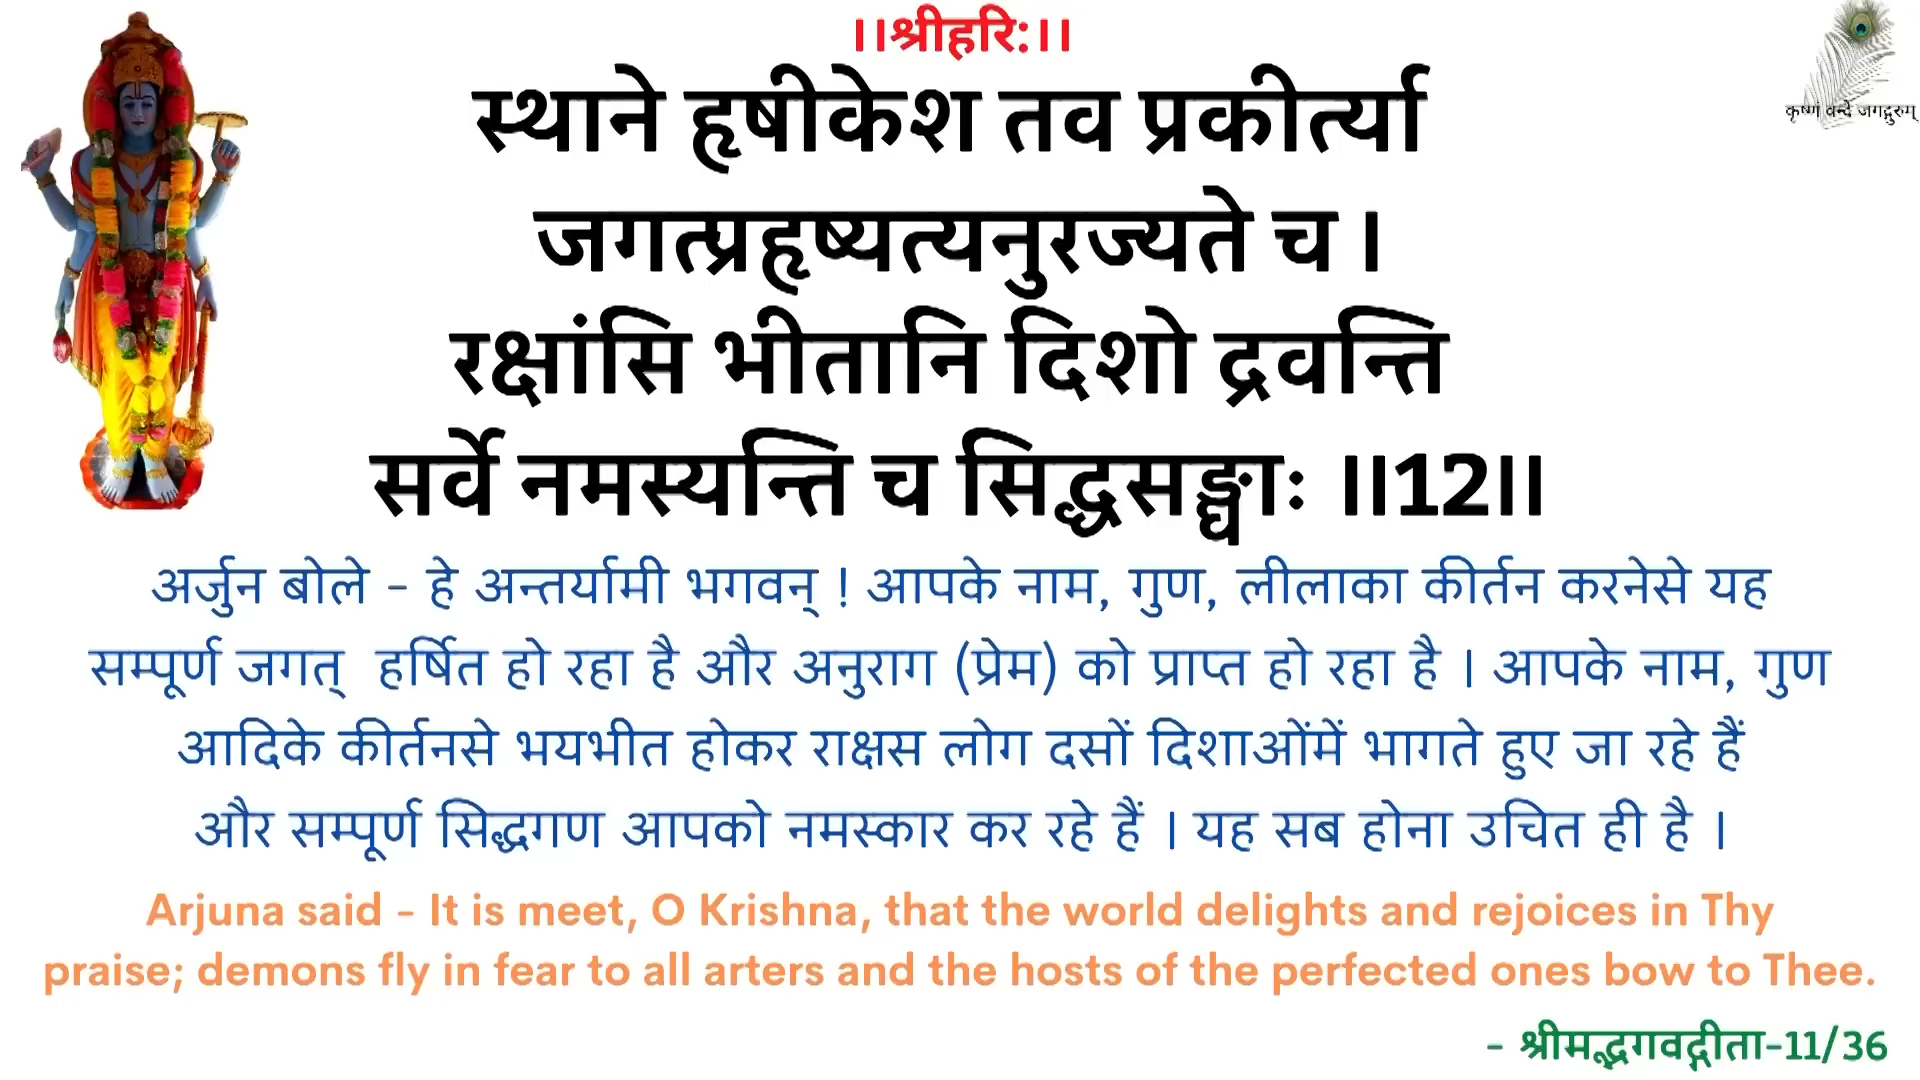 ।।श्रीहरि:।।
कृष्णं वन्दे जगद्गुरुम्
स्थाने हृषीकेश तव प्रकीर्त्या
जगत्प्रहृष्यत्यनुरज्यते च ।
रक्षांसि भीतानि दिशो द्रवन्ति
सर्वे नमस्यन्ति च सिद्धसङ्घाः ॥12॥
अर्जुन बोले - हे अन्तर्यामी भगवन् ! आपके नाम, गुण, लीलाका कीर्तन करनेसे यह
सम्पूर्ण जगत् हर्षित हो रहा है और अनुराग (प्रेम) को प्राप्त हो रहा है । आपके नाम, गुण
आदिके कीर्तनसे भयभीत होकर राक्षस लोग दसों दिशाओंमें भागते हुए जा रहे हैं
और सम्पूर्ण सिद्धगण आपको नमस्कार कर रहे हैं । यह सब होना उचित ही है ।
Arjuna said - It is meet, O Krishna, that the world delights and rejoices in Thy
praise; demons fly in fear to all arters and the hosts of the perfected ones bow to Thee.
- श्रीमद्भगवद्गीता-11/36